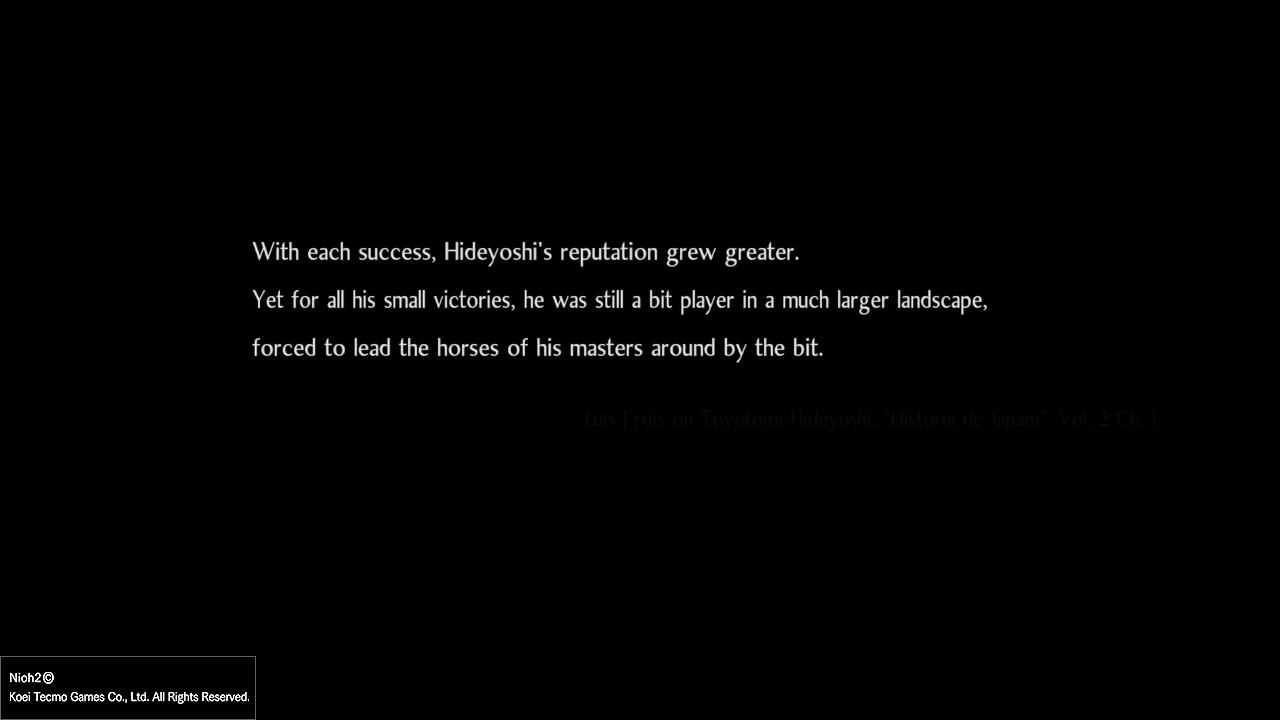 With each success, Hideyoshi's reputation grew greater.
Yet for all his small victories, he was still a bit player in a much larger landscape,
forced to lead the horses of his masters around by the bit.
Luís Fróis on Toyotomi Hideyoshi, "Historia de Japam", Vol. 2 Ch. 1
Nioh2©
Koei Tecmo Games Co., Ltd. All Rights Reserved.